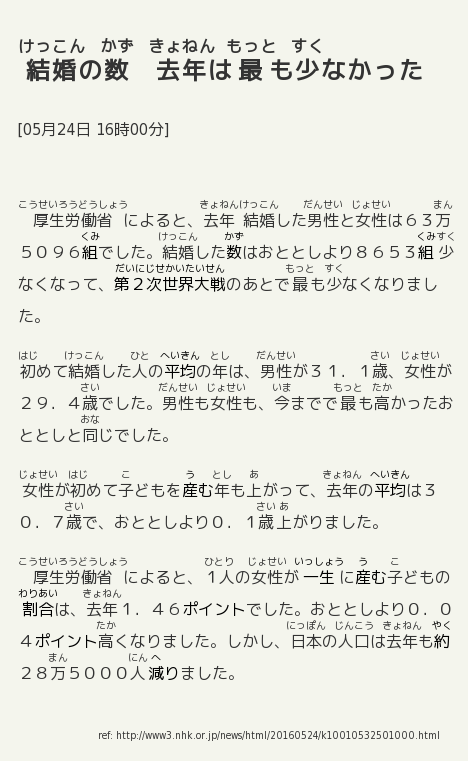 けっこん かず きょねん もっと すく
結婚の数 去年は最も少なかった
[05月24日 16時00分]
こうせいろうどうしょう きょねんけっこん だんせい じょせい まん
厚生労働省 によると、去年 結婚した男性と女性は６３万
くみ けっこん かず くみすく
５０９６組でした。結婚した数はおととしより８６５３組 少
だいにじせかいたいせん もっと すく
なくなって、第２次世界大戦のあとで最も少なくなりまし
た。
はじ けっこん ひと へいきん とし だんせい さい じょせい
初めて結婚した人の平均の年は、男性が３１．１歳、女性が
さい だんせい じょせい いま もっと たか
２９．４歳でした。男性も女性も、今までで最も高かったお
おな
ととしと同じでした。
じょせい はじ こ う とし あ きょねん へいきん
女性が初めて子どもを産む年も上がって、去年の平均は３
さい さい あ
０．７歳で、おととしより０．１歳上がりました。
こうせいろうどうしょう ひとり じょせい いっしょう う こ
厚生労働省 によると、１人の女性が 一生 に産む子どもの
わりあい きょねん
割合は、去年１．４６ポイントでした。おととしより０．０
たか にっぽん じんこう きょねん やく
４ポイント高くなりました。しかし、日本の人口は去年も約
まん にん へ
２８万５０００人減りました。
ref: http://www3.nhk.or.jp/news/html/20160524/k10010532501000.html